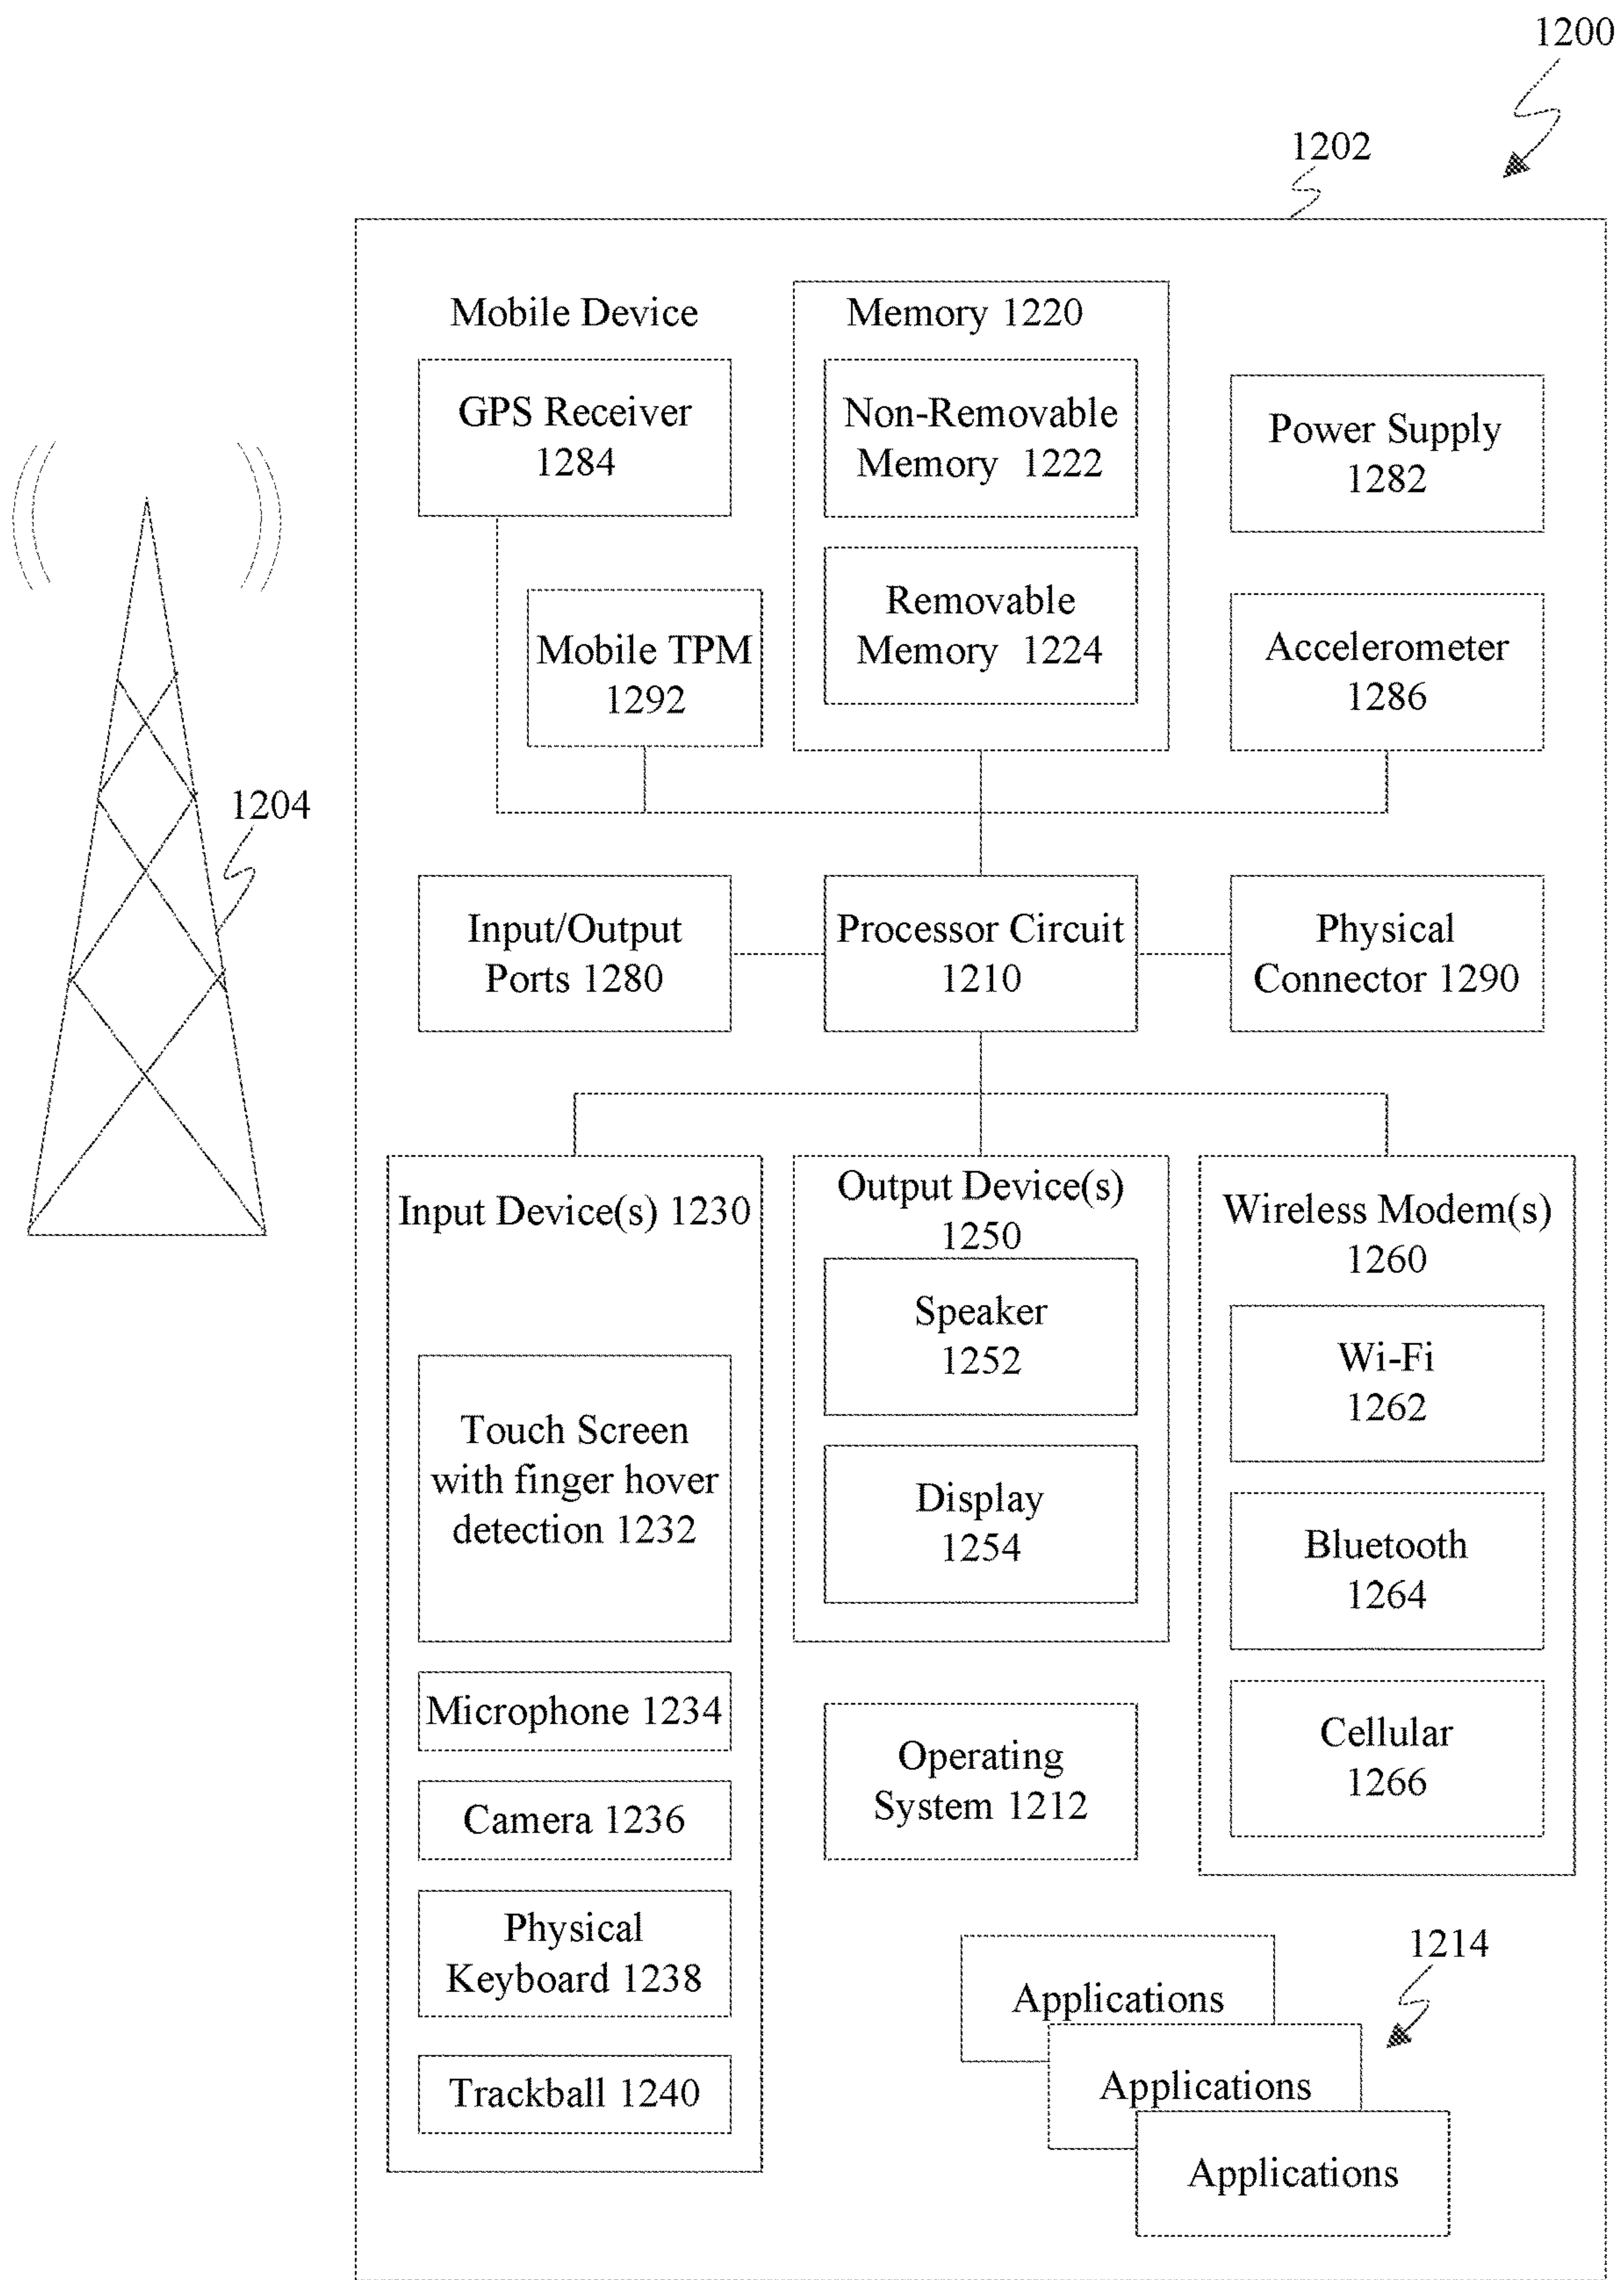 1200
1202
Mobile Device
Memory 1220
GPS Receiver
1284
Non-Removable
Memory 1222
Power Supply
1282
Removable
Memory 1224
Mobile TPM
1292
Accelerometer
1286
1204
Input/Output
Ports 1280
Processor Circuit
1210
Physical
Connector 1290
Input Device(s) 1230
Touch Screen
with finger hover
detection 1232
Microphone 1234
Camera 1236
Physical
Keyboard 1238
Trackball 1240
Output Device(s)
1250
Speaker
1252
Display
1254
Wireless Modem(s)
1260
Wi-Fi
1262
Bluetooth
1264
Cellular
1266
Operating
System 1212
1214
Applications
Applications
Applications